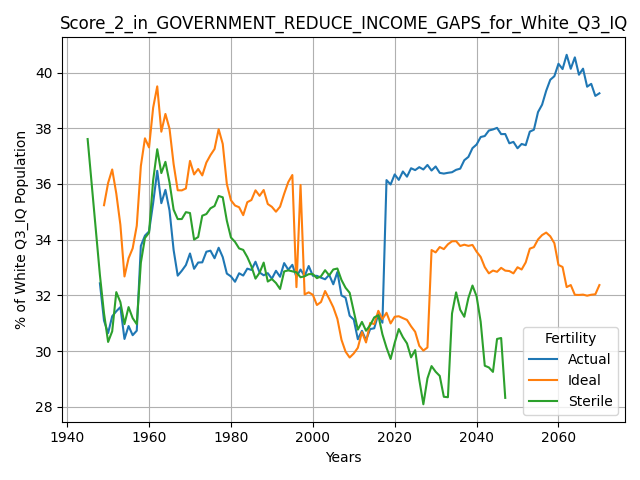 Score_2_in_GOVERNMENT_REDUCE_INCOME_GAPS_for_White_Q3_IQ
% of White Q3_IQ Population
40
38
36
34
32
30
28
1940
1960
1980
2000
2020
2040
2060
Years
Fertility
Actual
Ideal
Sterile